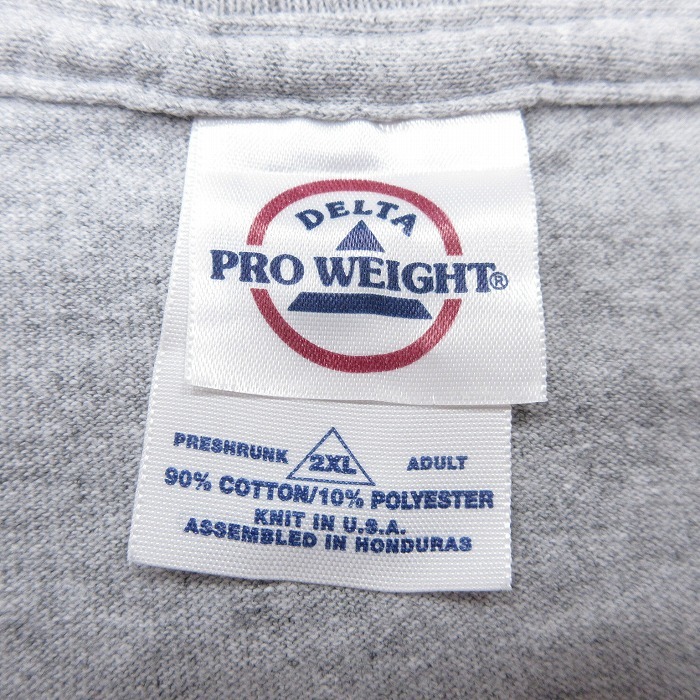 DELTA
PRO WEIGHT®
PRESHRUNK 2XL ADULT
90% COTTON/10% POLYESTER
KNIT IN U.S.A.
ASSEMBLED IN HONDURAS